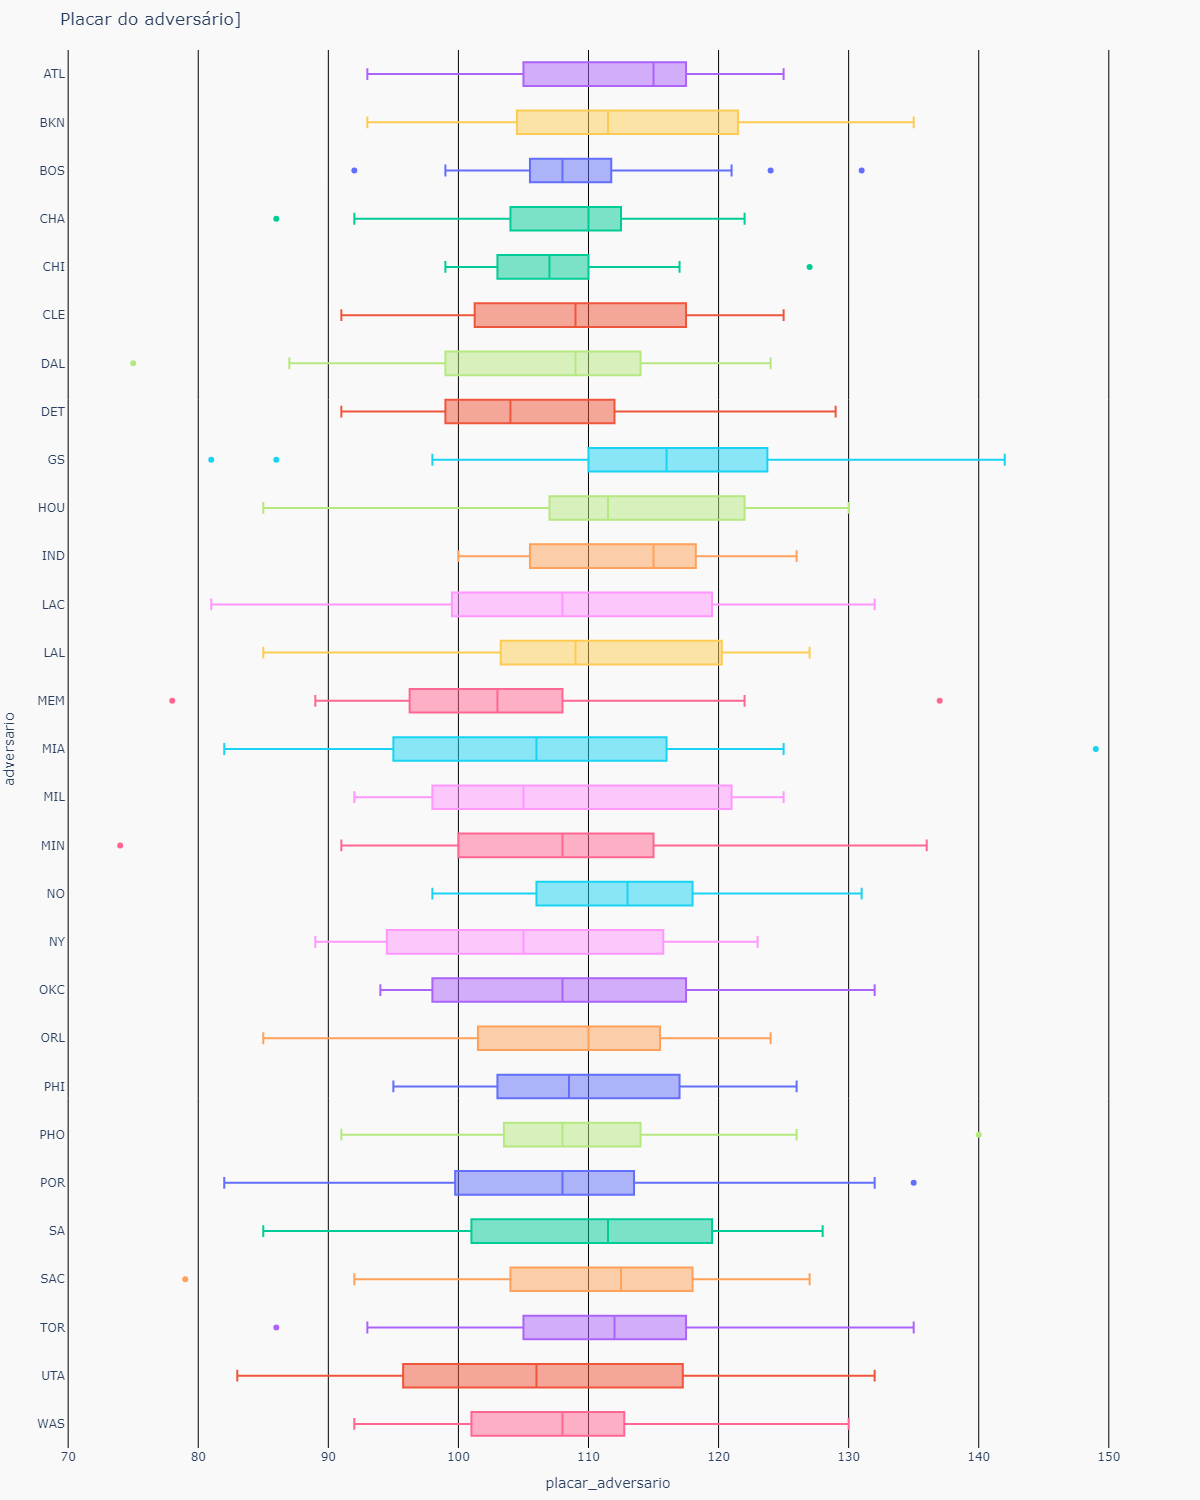 Placar do adversário]
ATL
BKN
BOS
CHA
CHI
CLE
DAL
DET
GS
HOU
IND
LAC
LAL
MEM
MIA
MIL
MIN
NO
NY
OKC
ORL
PHI
PHO
POR
SA
SAC
TOR
UTA
WAS
adversario
70 80 90 100 110 120 130 140 150
placar_adversario